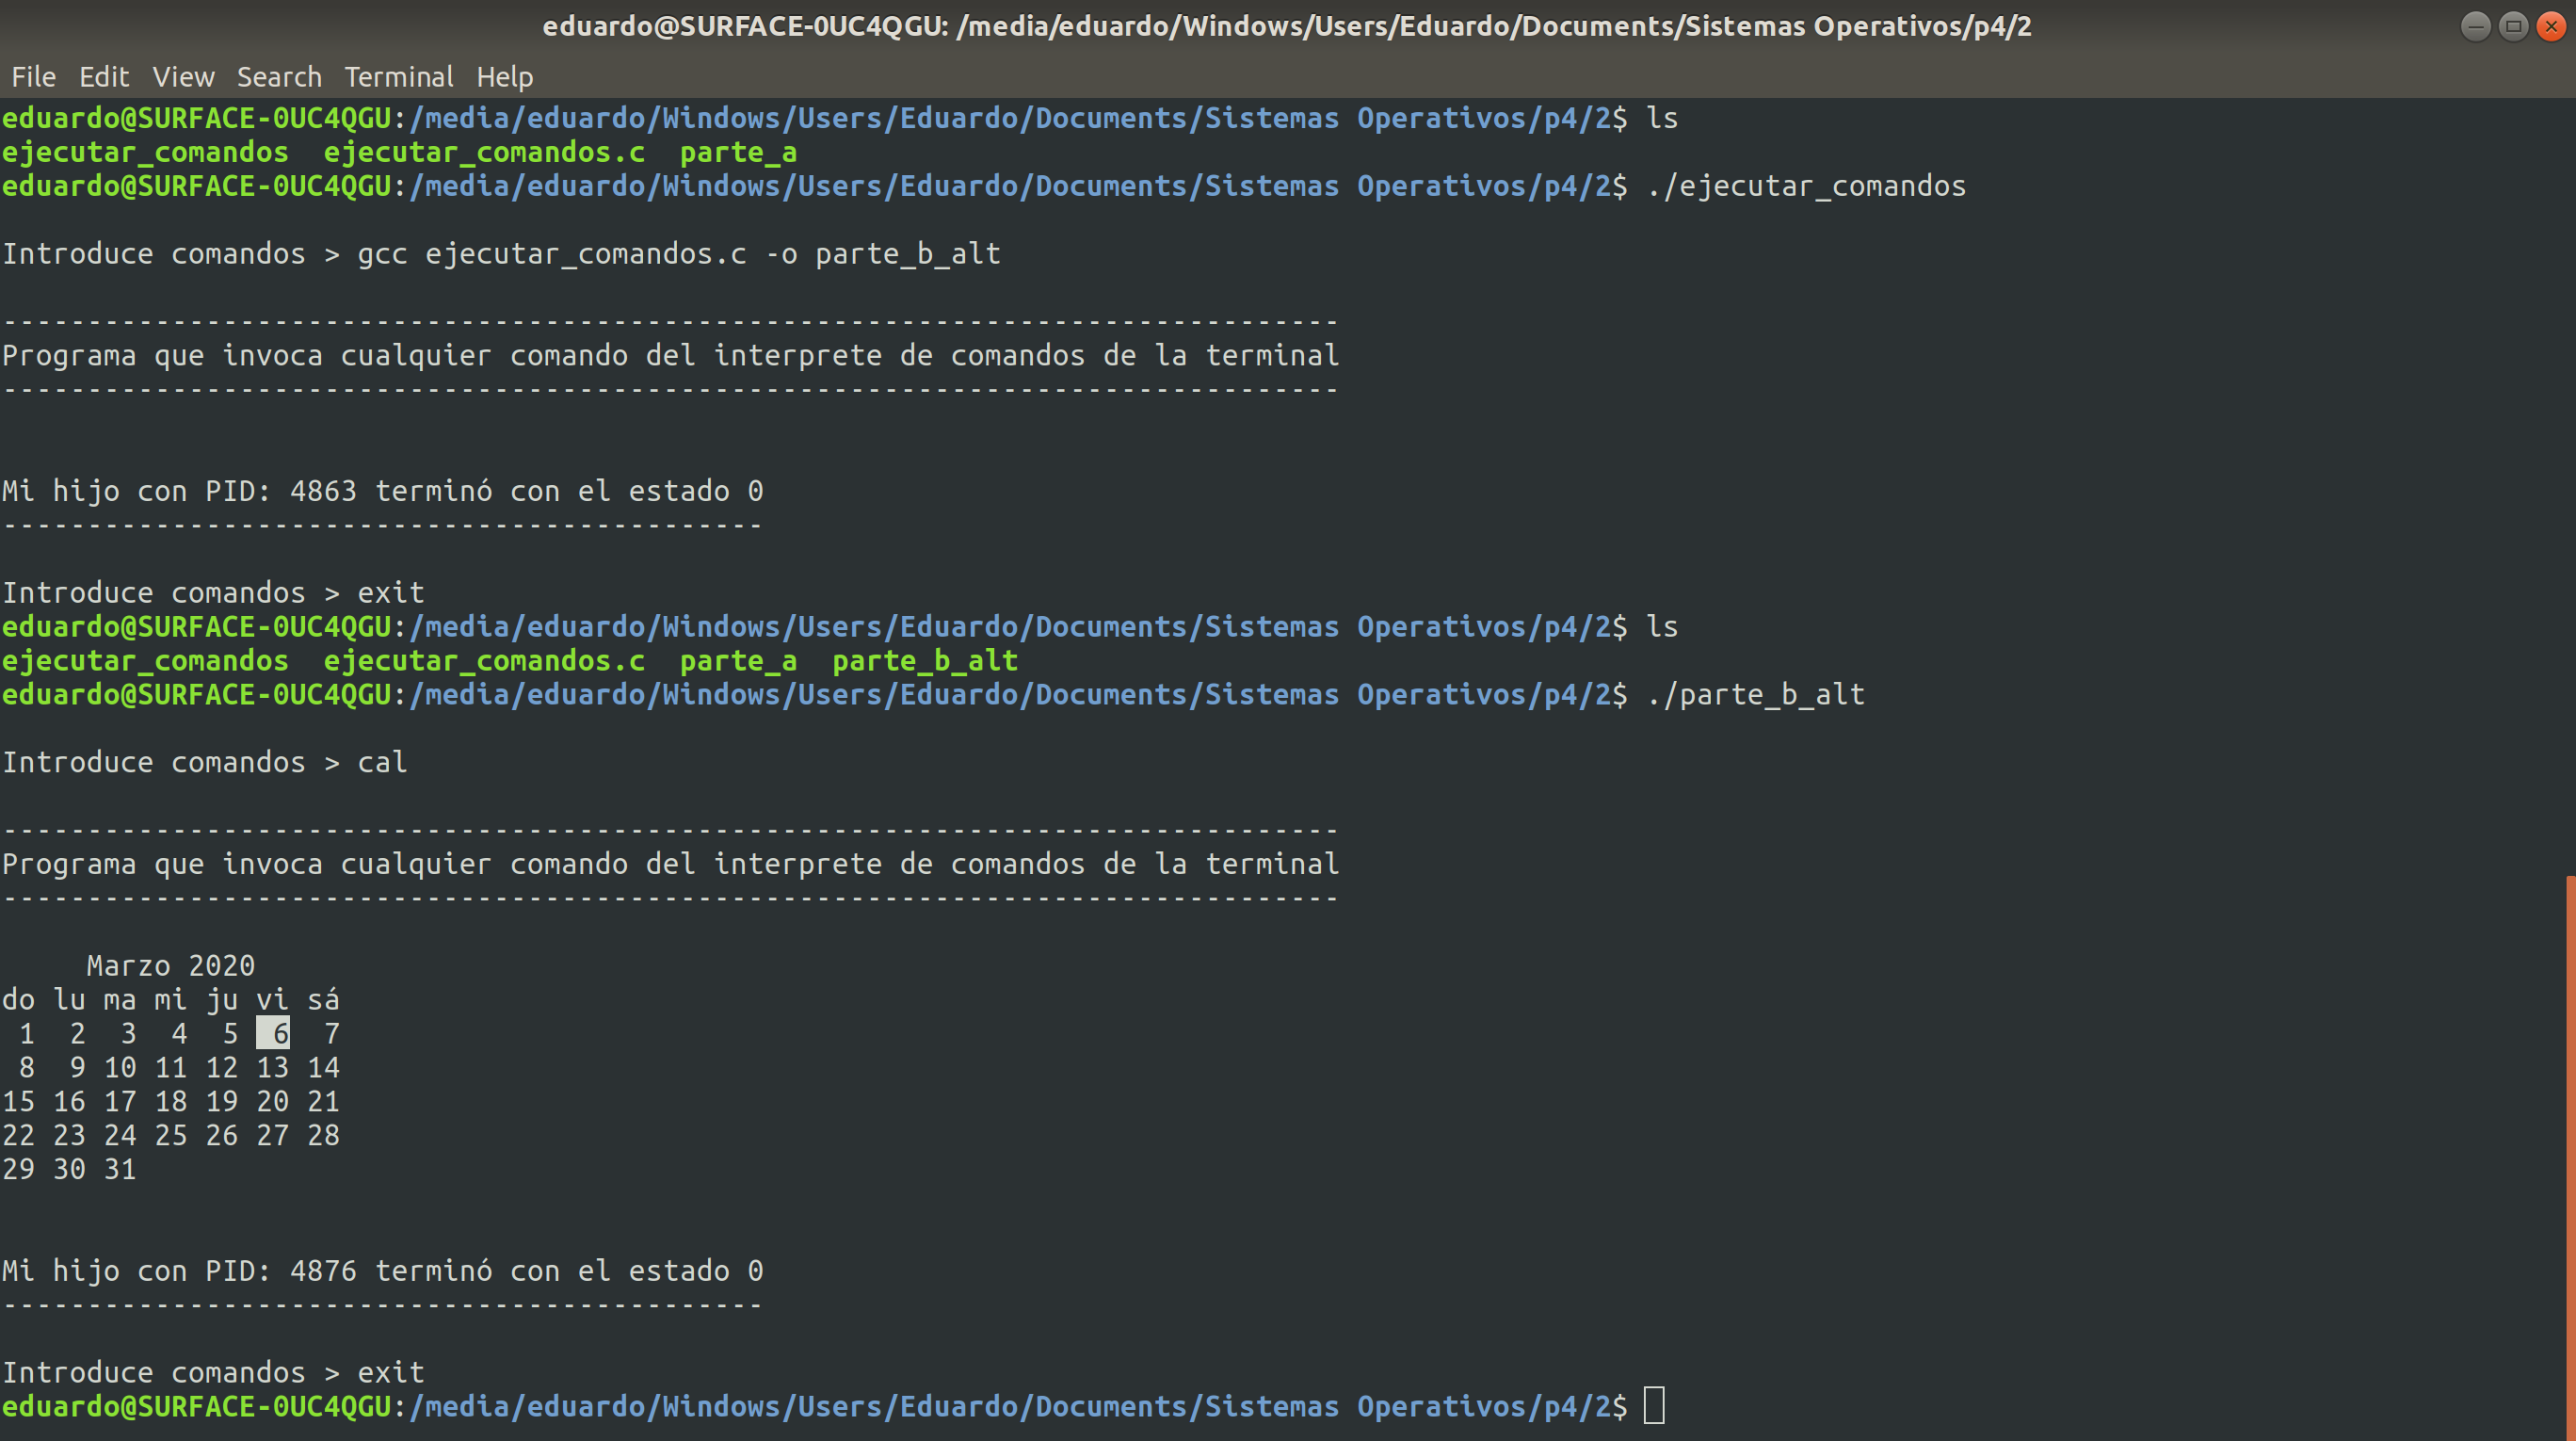 eduardo@SURFACE-0UC4QGU: /media/eduardo/Windows/Users/Eduardo/Documents/Sistemas Operativos/p4/2
File Edit View Search Terminal Help
eduardo@SURFACE-0UC4QGU:/media/eduardo/Windows/Users/Eduardo/Documents/Sistemas Operativos/p4/2$ ls
ejecutar_comandos  ejecutar_comandos.c  parte_a
eduardo@SURFACE-0UC4QGU:/media/eduardo/Windows/Users/Eduardo/Documents/Sistemas Operativos/p4/2$ ./ejecutar_comandos
Introduce comandos > gcc ejecutar_comandos.c -o parte_b_alt
-------------------------------------------------------------------------------
Programa que invoca cualquier comando del interprete de comandos de la terminal
-------------------------------------------------------------------------------
Mi hijo con PID: 4863 terminó con el estado 0
---------------------------------------------
Introduce comandos > exit
eduardo@SURFACE-0UC4QGU:/media/eduardo/Windows/Users/Eduardo/Documents/Sistemas Operativos/p4/2$ ls
ejecutar_comandos  ejecutar_comandos.c  parte_a  parte_b_alt
eduardo@SURFACE-0UC4QGU:/media/eduardo/Windows/Users/Eduardo/Documents/Sistemas Operativos/p4/2$ ./parte_b_alt
Introduce comandos > cal
-------------------------------------------------------------------------------
Programa que invoca cualquier comando del interprete de comandos de la terminal
-------------------------------------------------------------------------------
     Marzo 2020
do lu ma mi ju vi sá
 1  2  3  4  5  6  7
 8  9 10 11 12 13 14
15 16 17 18 19 20 21
22 23 24 25 26 27 28
29 30 31
Mi hijo con PID: 4876 terminó con el estado 0
---------------------------------------------
Introduce comandos > exit
eduardo@SURFACE-0UC4QGU:/media/eduardo/Windows/Users/Eduardo/Documents/Sistemas Operativos/p4/2$